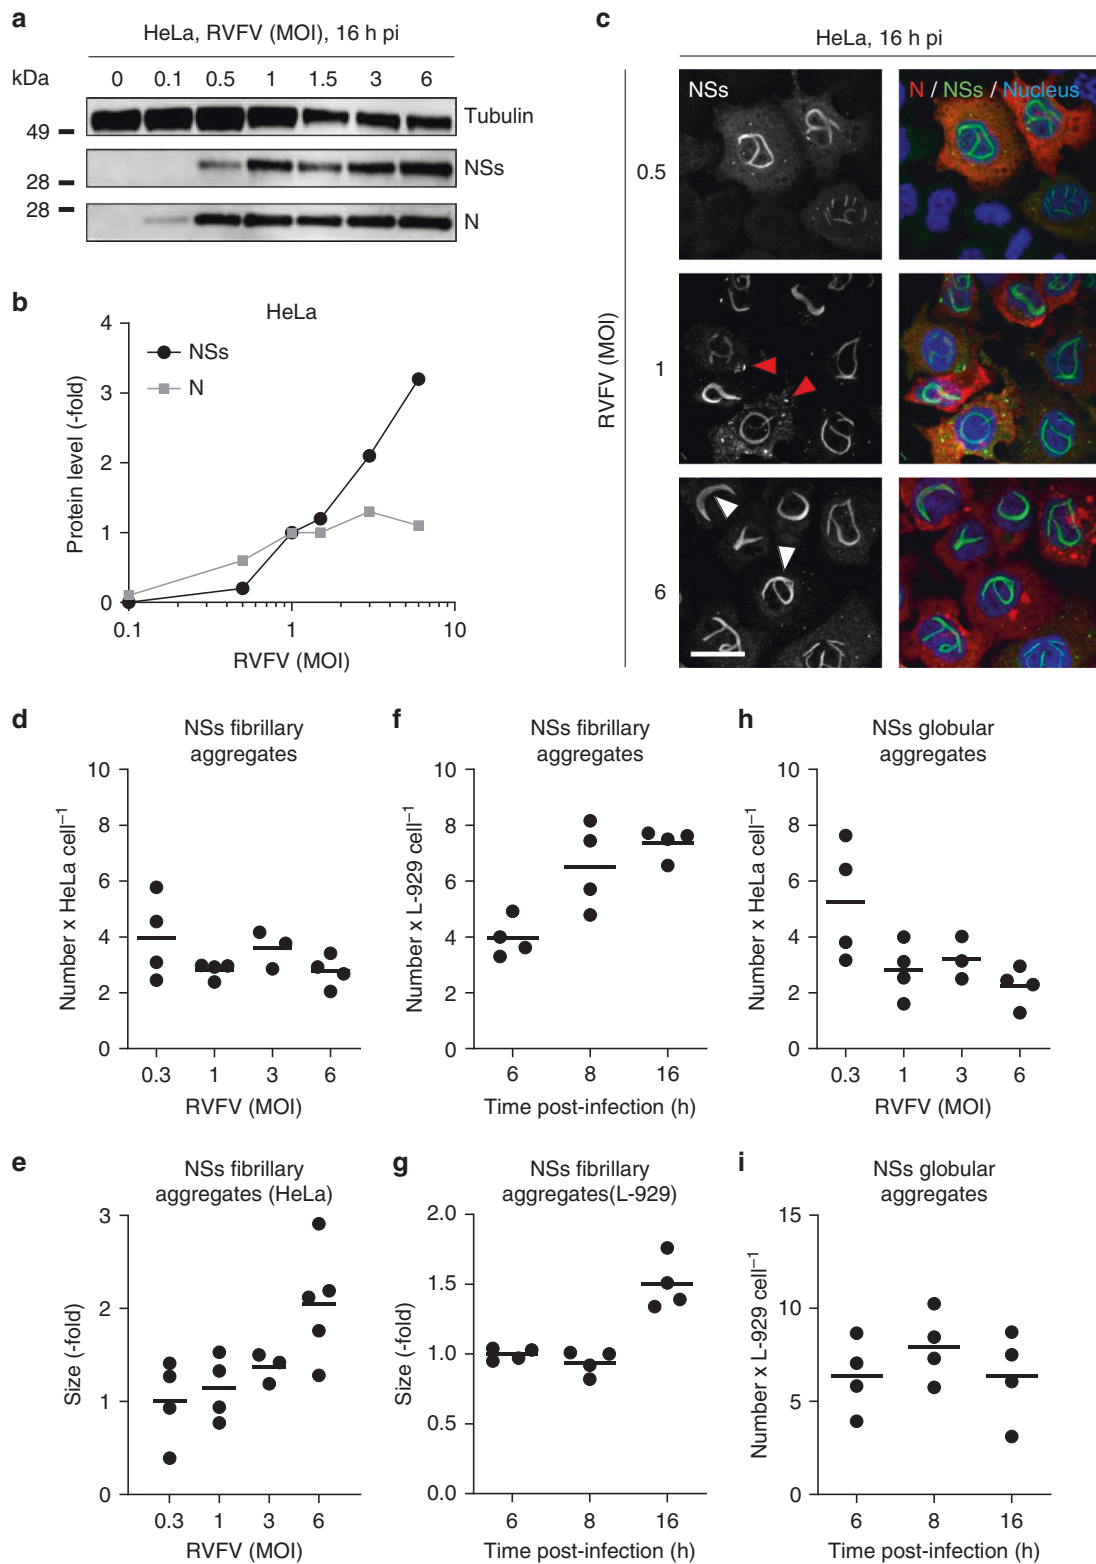 a
HeLa, RVFV (MOI), 16 h pi
kDa 0 0.1 0.5 1 1.5 3 6
49
28
28
Tubulin
NSs
N
b
HeLa
Protein level (-fold)
4
3
2
1
0
NSs
N
0.1 1 10
RVFV (MOI)
c
HeLa, 16 h pi
RVFV (MOI)
NSs
N / NSs / Nucleus
0.5
1
6
d
NSs fibrillary
aggregates
Number x HeLa cell⁻¹
10
8
6
4
2
0
0.3 1 3 6
RVFV (MOI)
f
NSs fibrillary
aggregates
Number x L-929 cell⁻¹
10
8
6
4
2
0
6 8 16
Time post-infection (h)
h
NSs globular
aggregates
Number x HeLa cell⁻¹
10
8
6
4
2
0
0.3 1 3 6
RVFV (MOI)
e
NSs fibrillary
aggregates (HeLa)
Size (-fold)
3
2
1
0
0.3 1 3 6
RVFV (MOI)
g
NSs fibrillary
aggregates(L-929)
Size (-fold)
2.0
1.5
1.0
0.5
0.0
6 8 16
Time post-infection (h)
i
NSs globular
aggregates
Number x L-929 cell⁻¹
15
10
5
0
6 8 16
Time post-infection (h)